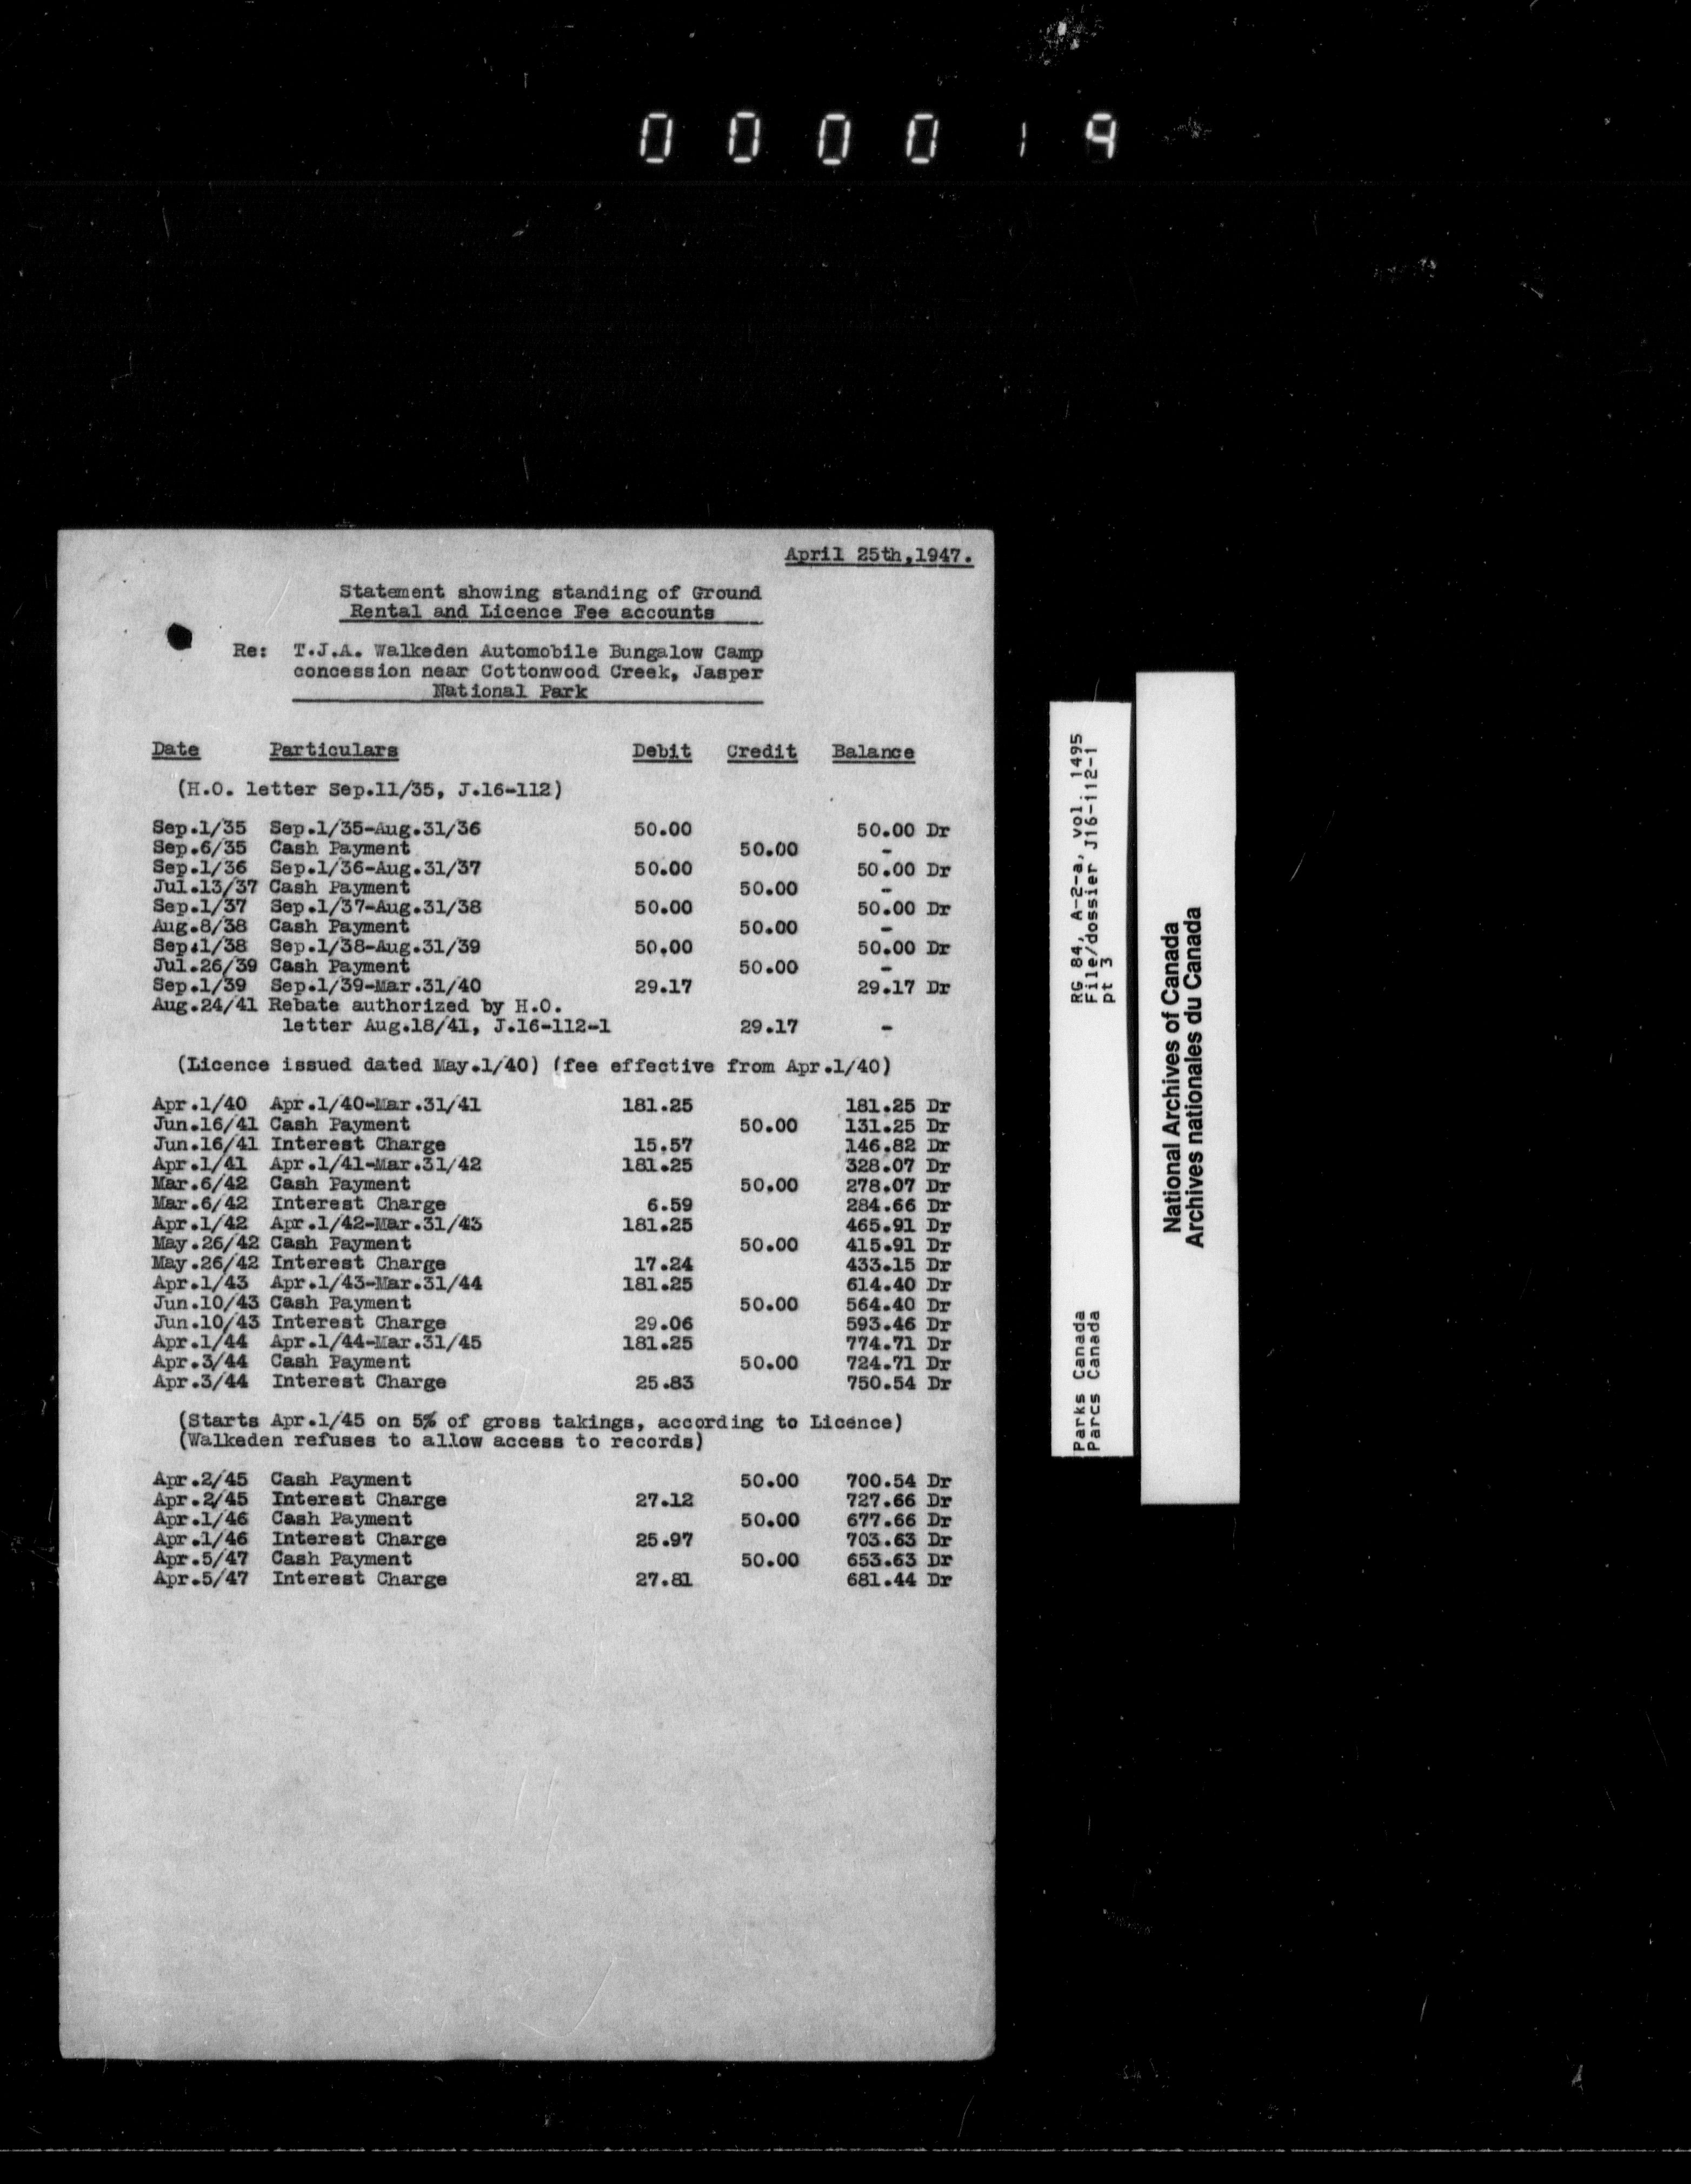 000019
April 25th,1947.
Statement showing standing of Ground
Rental and Licence Fee accounts
Re: T.J.A. Walkeden Automobile Bungalow Camp
concession near Cottonwood Creek, Jasper
National Park
Date Particulars Debit Credit Balance
(H.O. letter Sep.11/35, J.16-112)
Sep.1/35 Sep.1/35-Aug.31/36 50.00 50.00 Dr
Sep.6/35 Cash Payment 50.00 -
Sep.1/36 Sep.1/36-Aug.31/37 50.00 50.00 Dr
Jul.13/37 Cash Payment 50.00 -
Sep.1/37 Sep.1/37-Aug.31/38 50.00 50.00 Dr
Aug.8/38 Cash Payment 50.00 -
Sep.1/38 Sep.1/38-Aug.31/39 50.00 50.00 Dr
Jul.26/39 Cash Payment 50.00 -
Sep.1/39 Sep.1/39-Mar.31/40 29.17 29.17 Dr
Aug.24/41 Rebate authorized by H.O.
letter Aug.18/41, J.16-112-1 29.17 -
(Licence issued dated May.1/40) (fee effective from Apr.1/40)
Apr.1/40 Apr.1/40-Mar.31/41 181.25 181.25 Dr
Jun.16/41 Cash Payment 50.00 131.25 Dr
Jun.16/41 Interest Charge 15.57 146.82 Dr
Apr.1/41 Apr.1/41-Mar.31/42 181.25 328.07 Dr
Mar.6/42 Cash Payment 50.00 278.07 Dr
Mar.6/42 Interest Charge 6.59 284.66 Dr
Apr.1/42 Apr.1/42-Mar.31/43 181.25 465.91 Dr
May.26/42 Cash Payment 50.00 415.91 Dr
May.26/42 Interest Charge 17.24 433.15 Dr
Apr.1/43 Apr.1/43-Mar.31/44 181.25 614.40 Dr
Jun.10/43 Cash Payment 50.00 564.40 Dr
Jun.10/43 Interest Charge 29.06 593.46 Dr
Apr.1/44 Apr.1/44-Mar.31/45 181.25 774.71 Dr
Apr.3/44 Cash Payment 50.00 724.71 Dr
Apr.3/44 Interest Charge 25.83 750.54 Dr
(Starts Apr.1/45 on 5% of gross takings, according to Licence)
(Walkeden refuses to allow access to records)
Apr.2/45 Cash Payment 50.00 700.54 Dr
Apr.2/45 Interest Charge 27.12 727.66 Dr
Apr.1/46 Cash Payment 50.00 677.66 Dr
Apr.1/46 Interest Charge 25.97 703.63 Dr
Apr.5/47 Cash Payment 50.00 653.63 Dr
Apr.5/47 Interest Charge 27.81 681.44 Dr
Parks Canada RG 84, A-2-a, vol. 1495
Parcs Canada File/dossier J16-112-1
pt 3
National Archives of Canada
Archives nationales du Canada